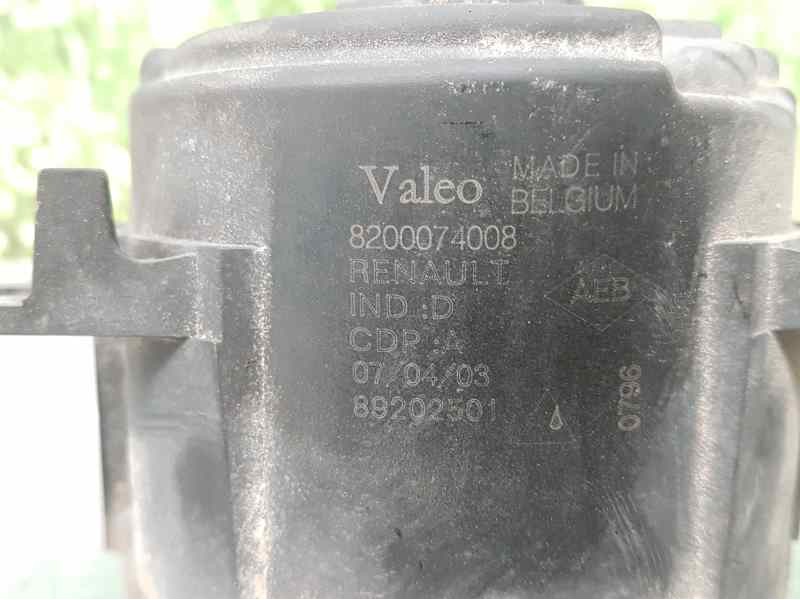 Valeo MADE IN
BELGIUM
8200074008
RENAULT
IND :D
AEB
CDP :A
07/04/03
89202501
0796